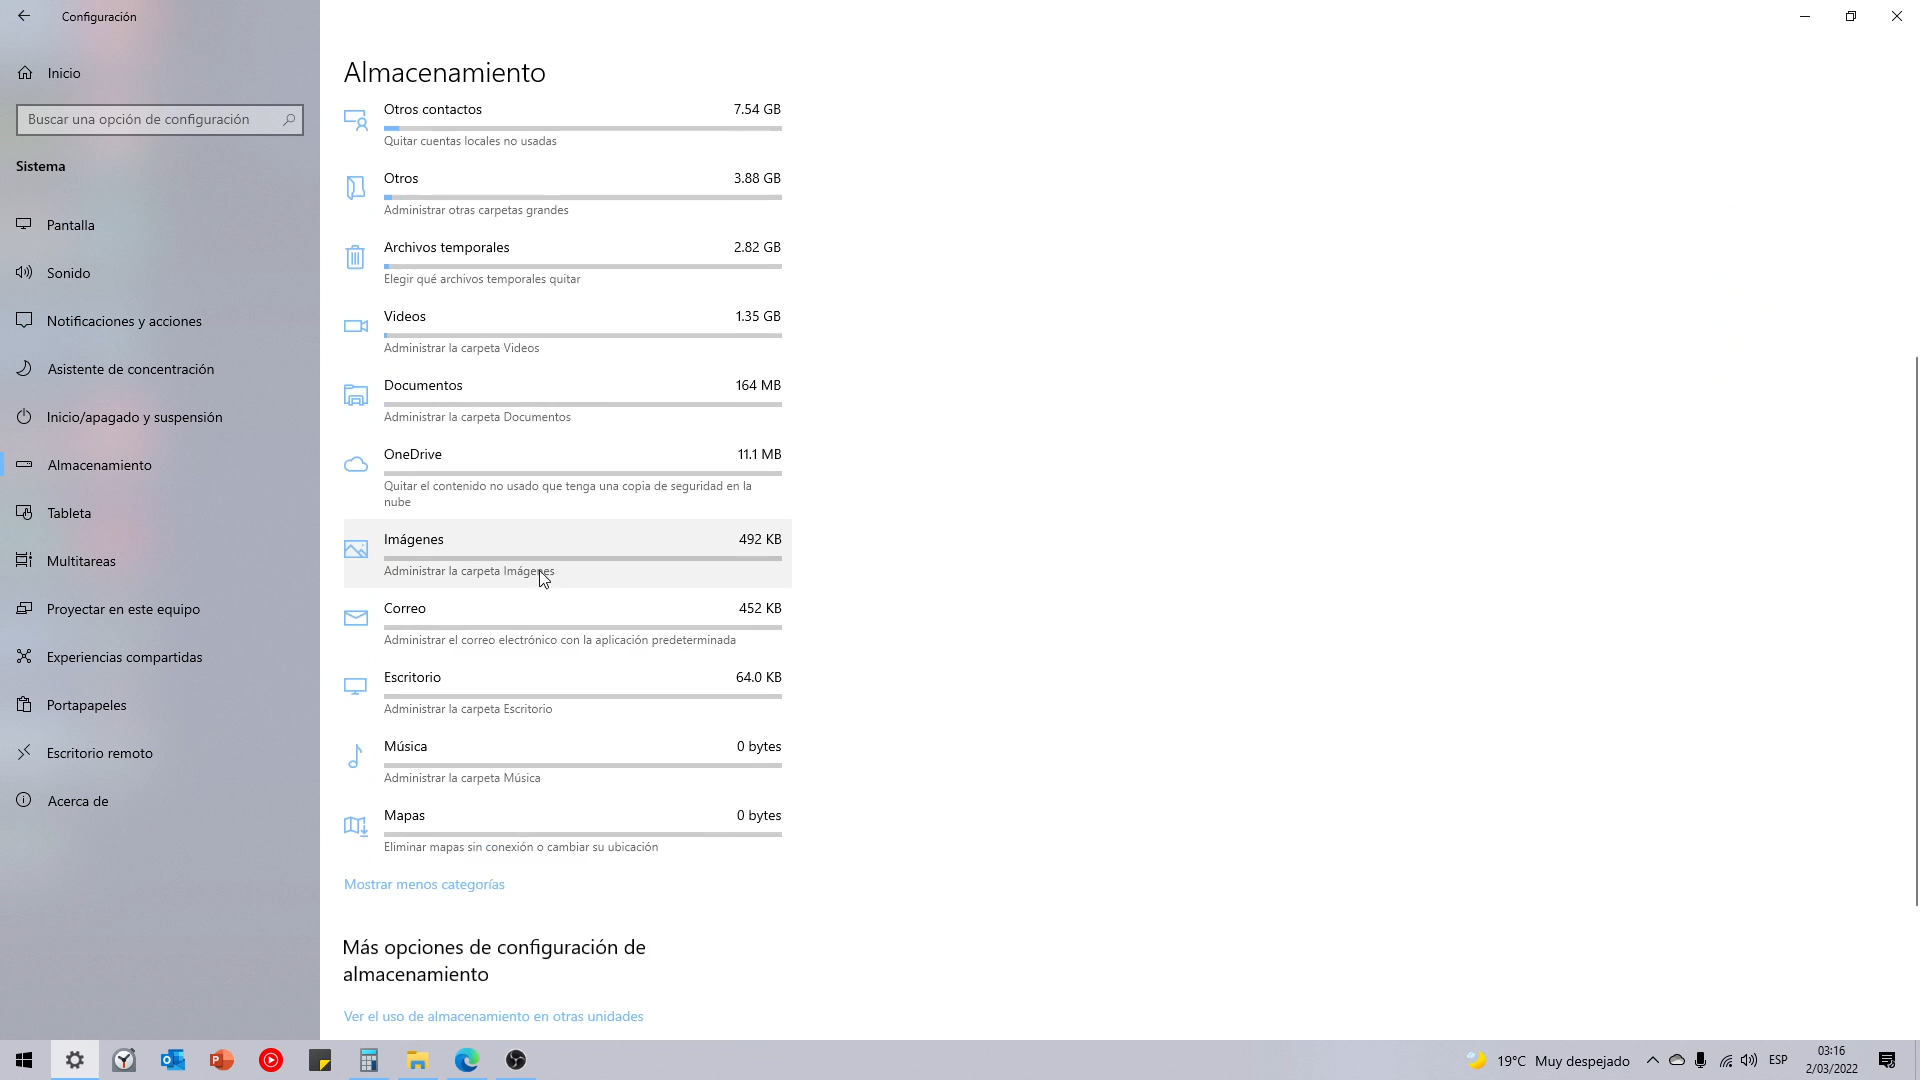 Configuración
Inicio
Buscar una opción de configuración
Sistema
Pantalla
Sonido
Notificaciones y acciones
Asistente de concentración
Inicio/apagado y suspensión
Almacenamiento
Tableta
Multitareas
Proyectar en este equipo
Experiencias compartidas
Portapapeles
Escritorio remoto
Acerca de
Almacenamiento
Otros contactos 7.54 GB
Quitar cuentas locales no usadas
Otros 3.88 GB
Administrar otras carpetas grandes
Archivos temporales 2.82 GB
Elegir qué archivos temporales quitar
Videos 1.35 GB
Administrar la carpeta Videos
Documentos 164 MB
Administrar la carpeta Documentos
OneDrive 11.1 MB
Quitar el contenido no usado que tenga una copia de seguridad en la
nube
Imágenes 492 KB
Administrar la carpeta Imágenes
Correo 452 KB
Administrar el correo electrónico con la aplicación predeterminada
Escritorio 64.0 KB
Administrar la carpeta Escritorio
Música 0 bytes
Administrar la carpeta Música
Mapas 0 bytes
Eliminar mapas sin conexión o cambiar su ubicación
Mostrar menos categorías
Más opciones de configuración de
almacenamiento
Ver el uso de almacenamiento en otras unidades
19°C Muy despejado ESP 03:16
2/03/2022